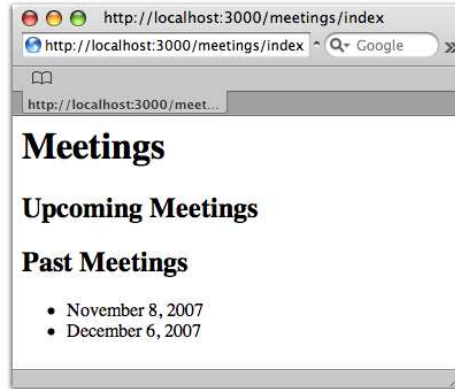 http://localhost:3000/meetings/index
http://localhost:3000/meetings/index
Google
http://localhost:3000/meet...
Meetings
Upcoming Meetings
Past Meetings
• November 8, 2007
• December 6, 2007